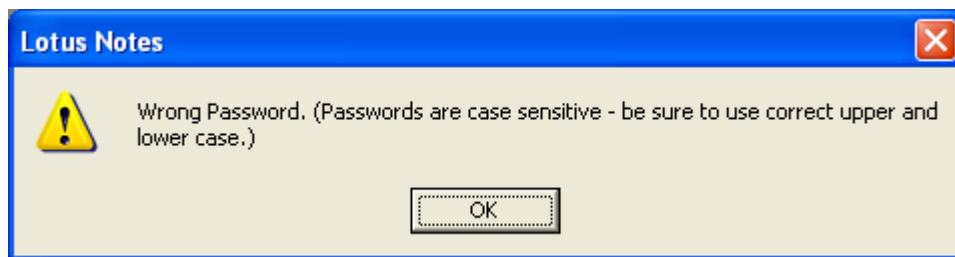 Lotus Notes
Wrong Password. (Passwords are case sensitive - be sure to use correct upper and
lower case.)
OK